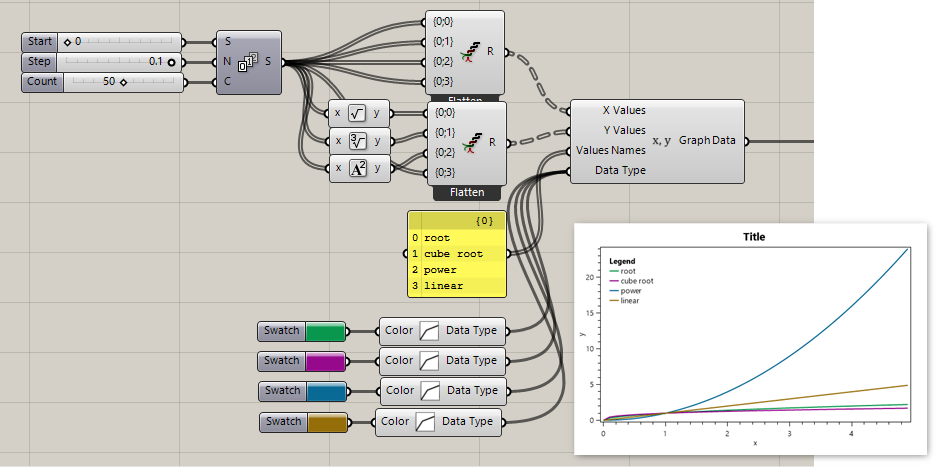 Start 0
Step 0.1
Count 50
S
N
C
S
{0;0}
{0;1}
{0;2}
{0;3}
R
Flatten
x √ y
x ∛ y
x A² y
{0;0}
{0;1}
{0;2}
{0;3}
R
Flatten
X Values
Y Values
Values Names
Data Type
x, y
Graph Data
{0}
0 root
1 cube root
2 power
3 linear
Swatch
Color Data Type
Swatch
Color Data Type
Swatch
Color Data Type
Swatch
Color Data Type
Title
Legend
root
cube root
power
linear
y
20
15
10
5
0
0 1 2 3 4
x